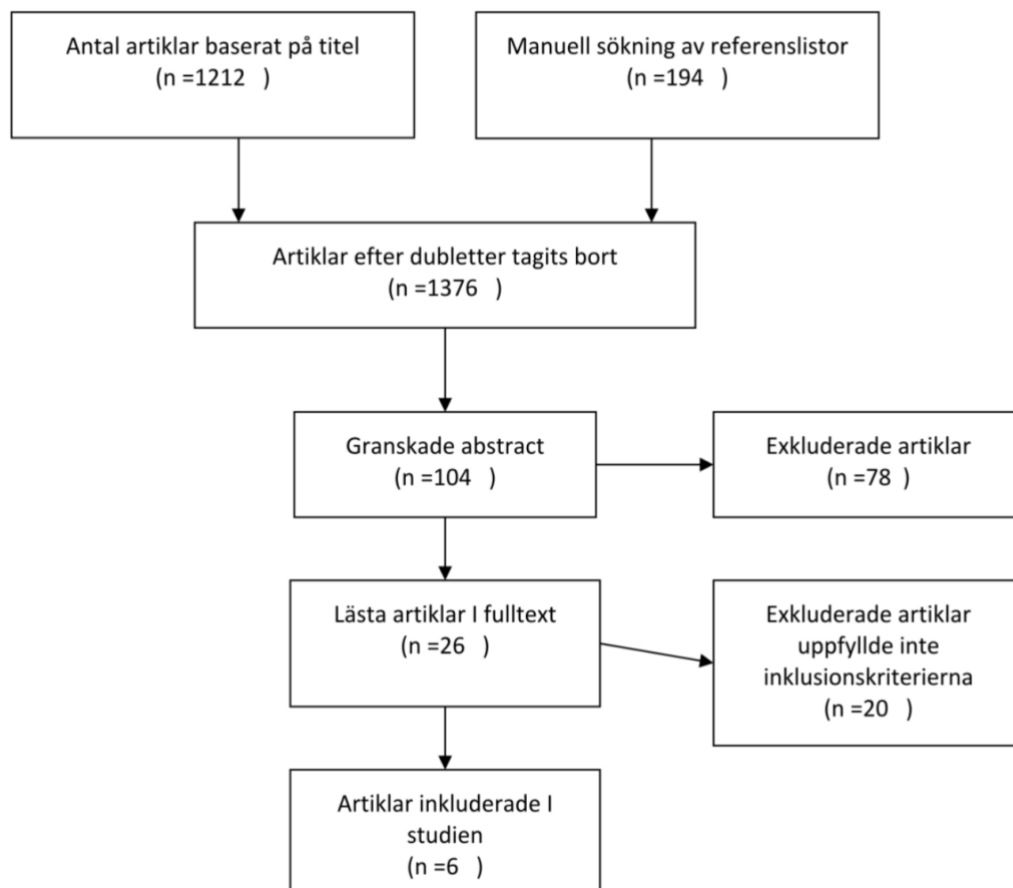 Antal artiklar baserat på titel
(n =1212   )
Manuell sökning av referenslistor
(n =194   )
Artiklar efter dubletter tagits bort
(n =1376   )
Granskade abstract
(n =104   )
Exkluderade artiklar
(n =78  )
Lästa artiklar I fulltext
(n =26   )
Exkluderade artiklar
uppfyllde inte
inklusionskriterierna
(n =20   )
Artiklar inkluderade I
studien
(n =6   )